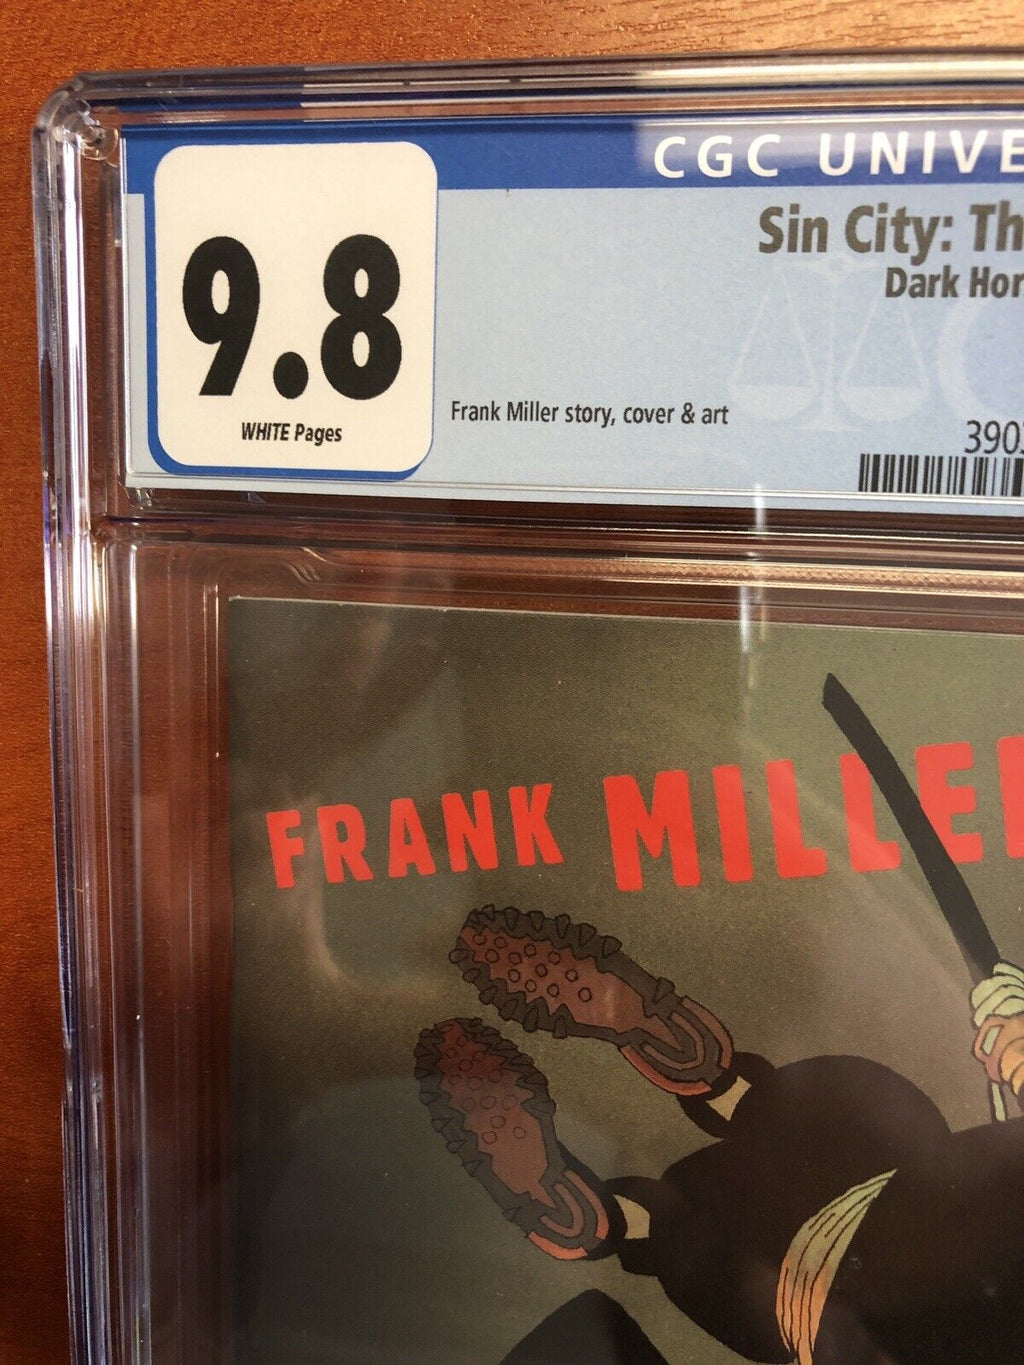 CGC UNIVE
9.8
WHITE Pages
Sin City: Th
Dark Hor
Frank Miller story, cover & art
390
FRANK MILLE